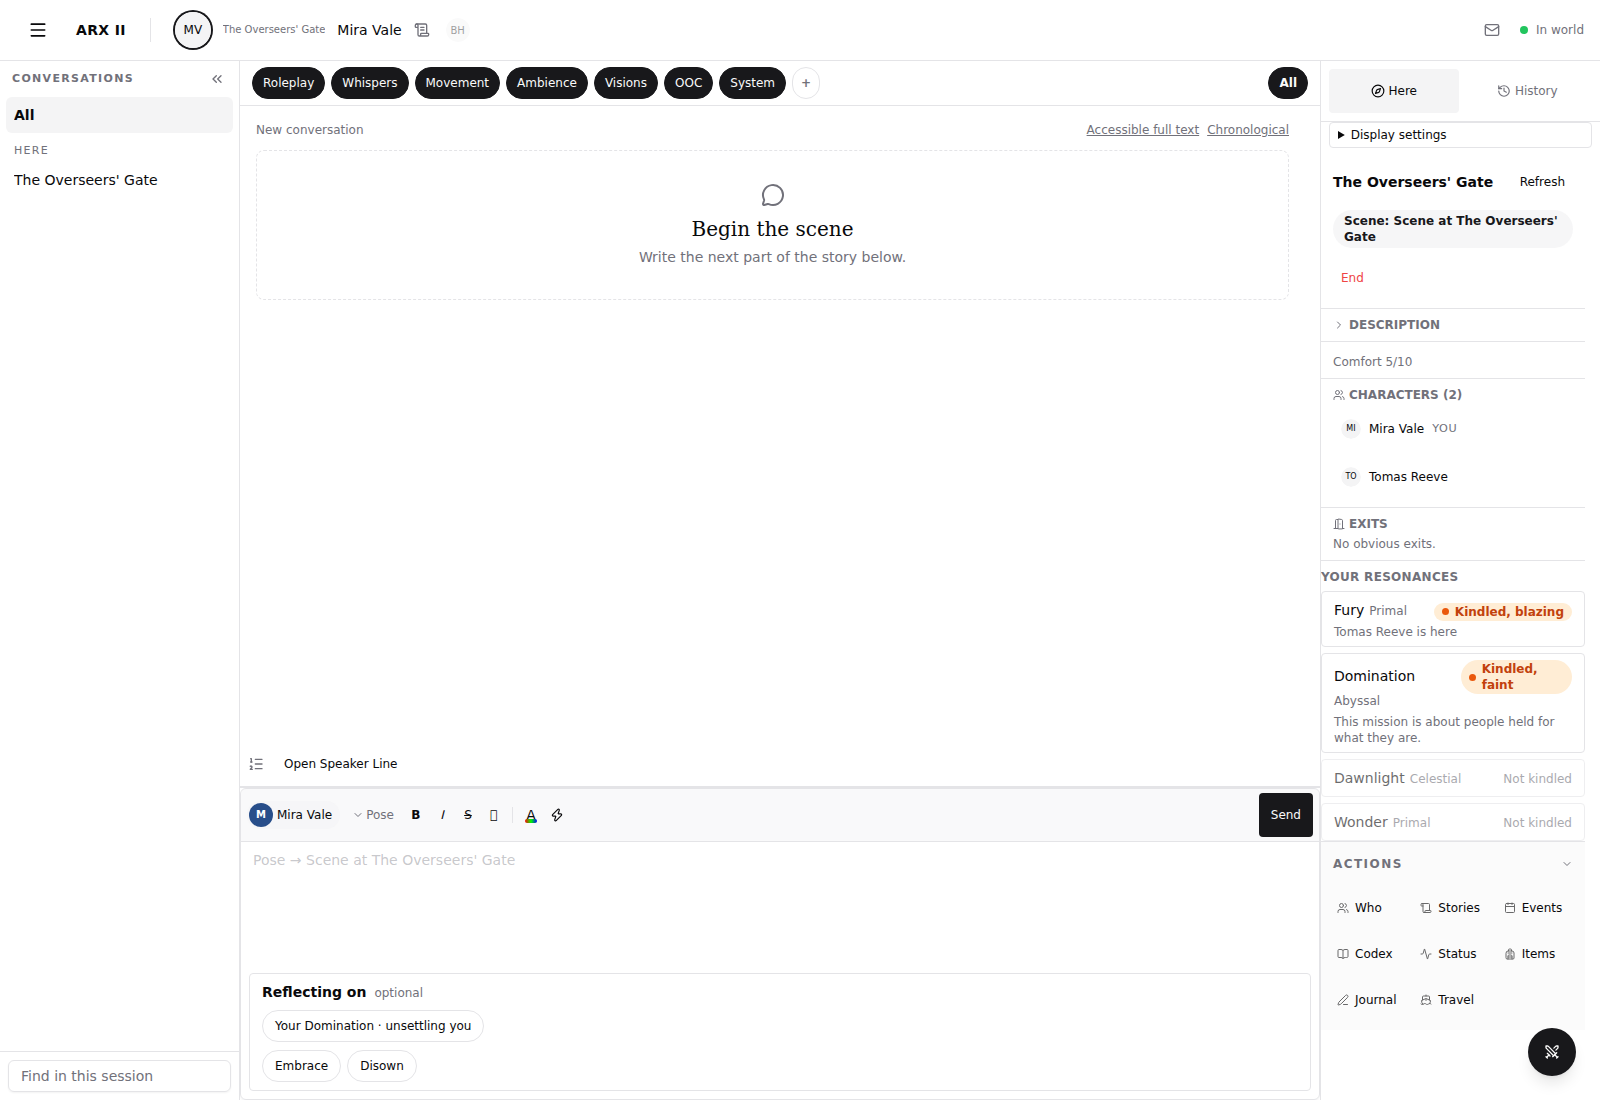 ARX II
MV
The Overseers' Gate
Mira Vale
BH
In world
CONVERSATIONS
All
HERE
The Overseers' Gate
Find in this session
Roleplay
Whispers
Movement
Ambience
Visions
OOC
System
+
All
New conversation
Accessible full text
Chronological
Begin the scene
Write the next part of the story below.
Open Speaker Line
M
Mira Vale
Pose
B
I
S
A
Send
Pose → Scene at The Overseers' Gate
Reflecting on optional
Your Domination · unsettling you
Embrace
Disown
Here
History
Display settings
The Overseers' Gate
Refresh
Scene: Scene at The Overseers'
Gate
End
DESCRIPTION
Comfort 5/10
CHARACTERS (2)
MI
Mira Vale YOU
TO
Tomas Reeve
EXITS
No obvious exits.
YOUR RESONANCES
Fury Primal
Kindled, blazing
Tomas Reeve is here
Domination
Kindled,
faint
Abyssal
This mission is about people held for
what they are.
Dawnlight Celestial
Not kindled
Wonder Primal
Not kindled
ACTIONS
Who
Stories
Events
Codex
Status
Items
Journal
Travel